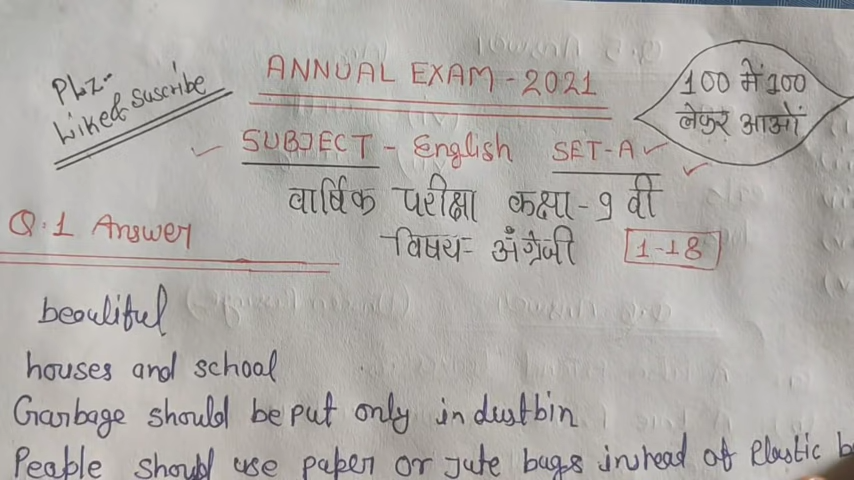 Plz-
Like & suscribe
ANNUAL EXAM - 2021
100 में 100
लेकर आओं
SUBJECT - English SET-A
वार्षिक परीक्षा कक्षा - 9 वी
विषय = अंग्रेजी
1-18
Q.1 Answer
beautiful
houses and school
Garbage should be put only in dustbin
People should use paper or jute bags instead of plastic b